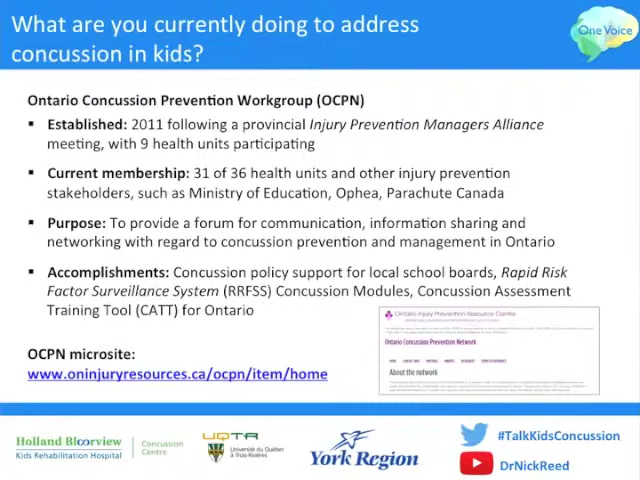 What are you currently doing to address
concussion in kids?
One Voice
Ontario Concussion Prevention Workgroup (OCPN)
▪ Established: 2011 following a provincial Injury Prevention Managers Alliance
meeting, with 9 health units participating
▪ Current membership: 31 of 36 health units and other injury prevention
stakeholders, such as Ministry of Education, Ophea, Parachute Canada
▪ Purpose: To provide a forum for communication, information sharing and
networking with regard to concussion prevention and management in Ontario
▪ Accomplishments: Concussion policy support for local school boards, Rapid Risk
Factor Surveillance System (RRFSS) Concussion Modules, Concussion Assessment
Training Tool (CATT) for Ontario
Ontario Injury Prevention Resource Centre
Ontario Concussion Prevention Network
About the network
OCPN microsite:
www.oninjuryresources.ca/ocpn/item/home
Holland Bloorview
Kids Rehabilitation Hospital
Concussion
Centre
UQTR
Université du Québec
à Trois-Rivières
York Region
#TalkKidsConcussion
DrNickReed